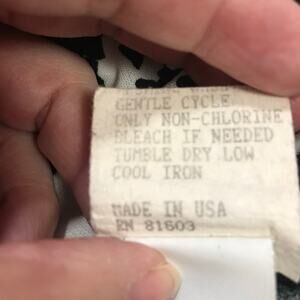 GENTLE CYCLE
ONLY NON-CHLORINE
BLEACH IF NEEDED
TUMBLE DRY LOW
COOL IRON
MADE IN USA
RN 81603